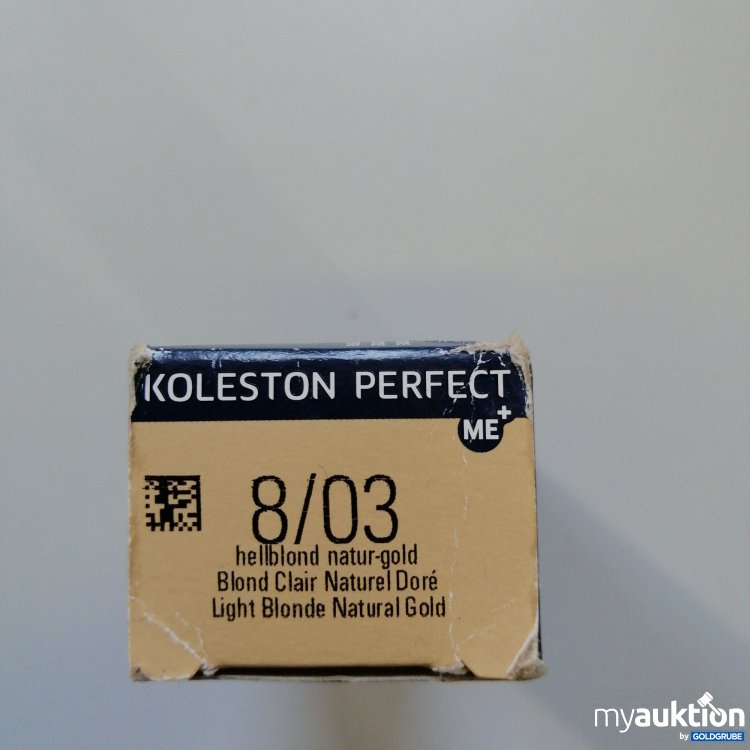 KOLESTON PERFECT
ME+
8/03
hellblond natur-gold
Blond Clair Naturel Doré
Light Blonde Natural Gold
myauktion
by GOLDGRUBE